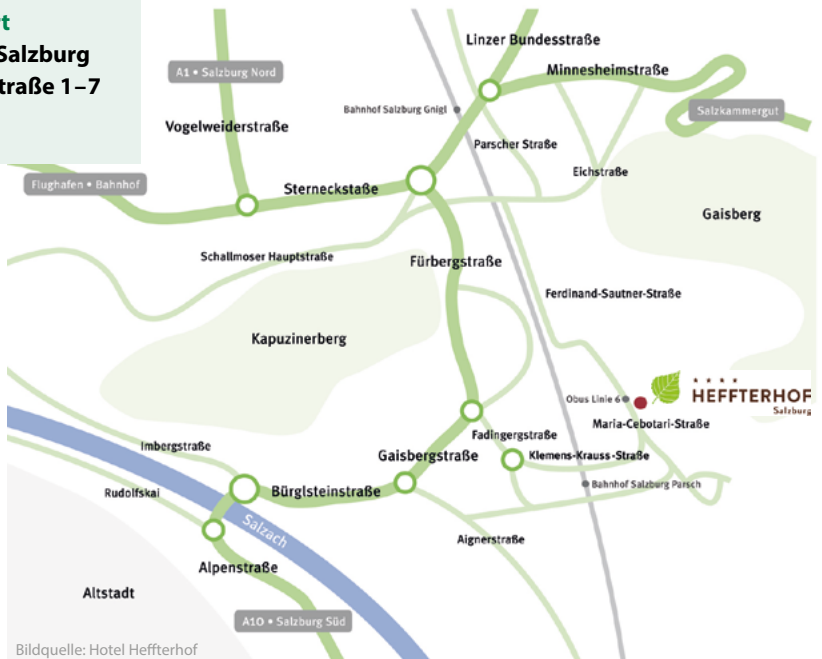 rt
Salzburg
traße 1–7
Linzer Bundesstraße
Minnesheimstraße
A1 • Salzburg Nord
Salzkammergut
Bahnhof Salzburg Gnigl
Vogelweiderstraße
Parscher Straße
Eichstraße
Flughafen • Bahnhof
Sterneckstaße
Gaisberg
Schallmoser Hauptstraße
Fürbergstraße
Ferdinand-Sautner-Straße
Kapuzinerberg
HEFFTERHOF
Salzburg
Obus Linie 6
Maria-Cebotari-Straße
Fadingergstraße
Imbergstraße
Gaisbergstraße
Klemens-Krauss-Straße
Bahnhof Salzburg Parsch
Rudolfskai
Bürglsteinstraße
Salzach
Aignerstraße
Alpenstraße
Altstadt
A10 • Salzburg Süd
Bildquelle: Hotel Heffterhof